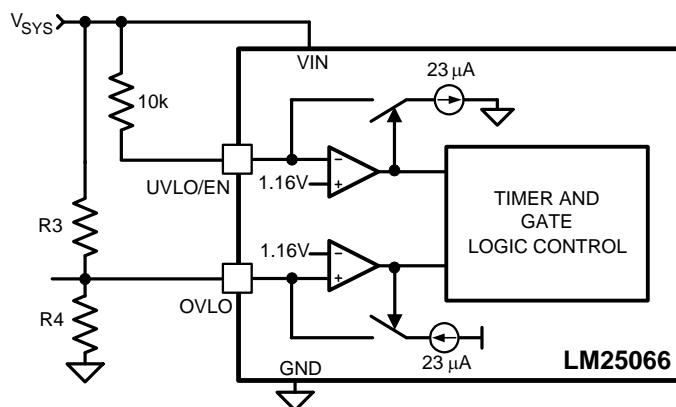 VSYS
VIN
23 μA
10k
UVLO/EN
1.16V
TIMER AND
GATE
LOGIC CONTROL
R3
1.16V
OVLO
R4
23 μA
GND
LM25066